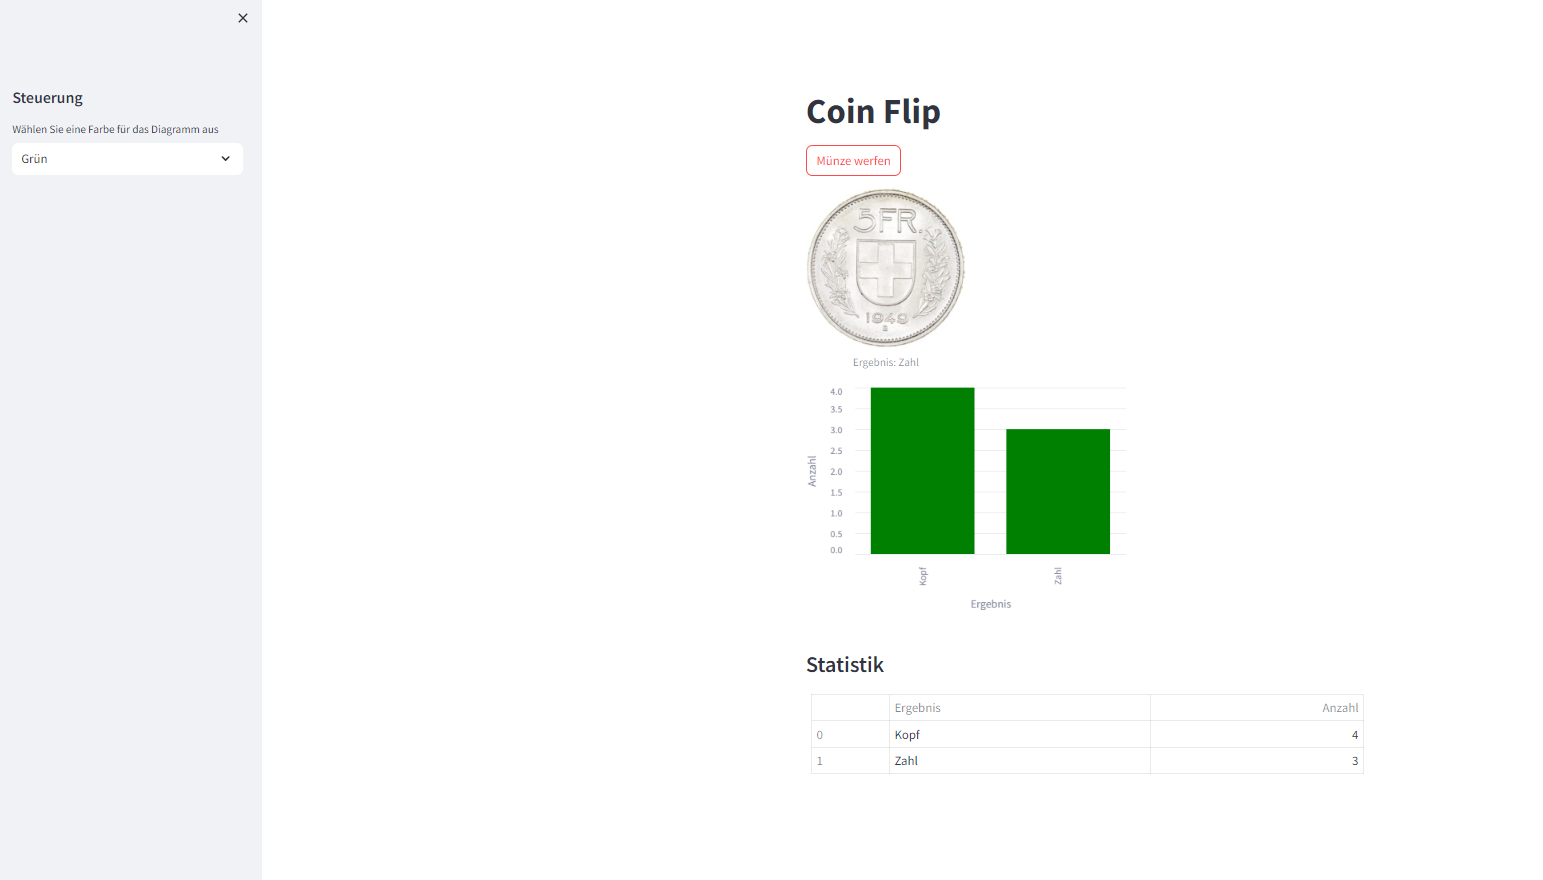 Steuerung
Wählen Sie eine Farbe für das Diagramm aus
Grün
Coin Flip
Münze werfen
5FR.
1949
B
Ergebnis: Zahl
4.0
3.5
3.0
2.5
2.0
1.5
1.0
0.5
0.0
Anzahl
Kopf
Zahl
Ergebnis
Statistik
Ergebnis Anzahl
0 Kopf 4
1 Zahl 3